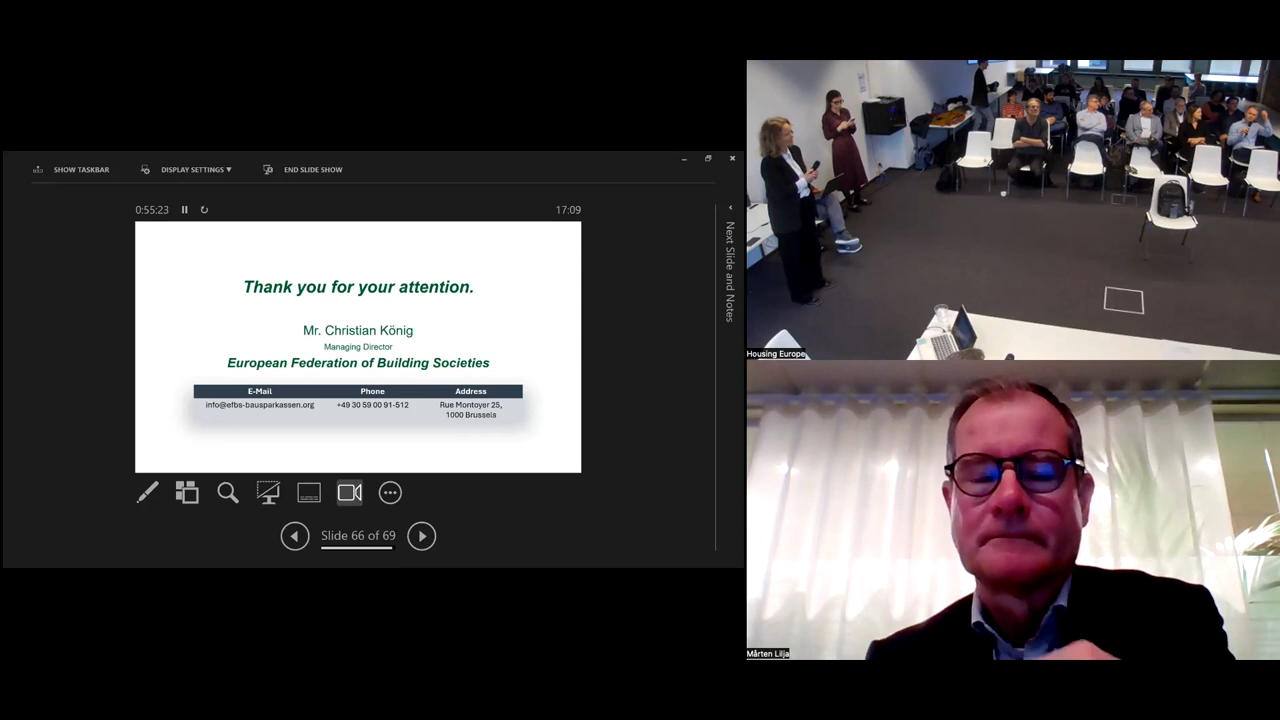 SHOW TASKBAR
DISPLAY SETTINGS ▼
END SLIDE SHOW
0:55:23
17:09
Next Slide and Notes
Thank you for your attention.
Mr. Christian König
Managing Director
European Federation of Building Societies
E-Mail Phone Address
info@efbs-bausparkassen.org +49 30 59 00 91-512 Rue Montoyer 25,
1000 Brussels
Slide 66 of 69
Housing Europe
Mårten Lilja